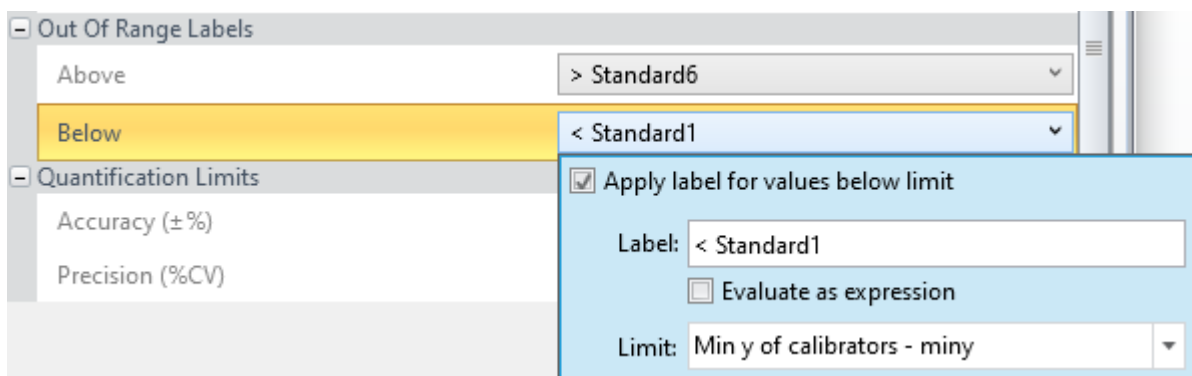 Out Of Range Labels
Above > Standard6
Below < Standard1
Quantification Limits
Apply label for values below limit
Accuracy (±%)
Label: < Standard1
Precision (%CV)
Evaluate as expression
Limit: Min y of calibrators - miny